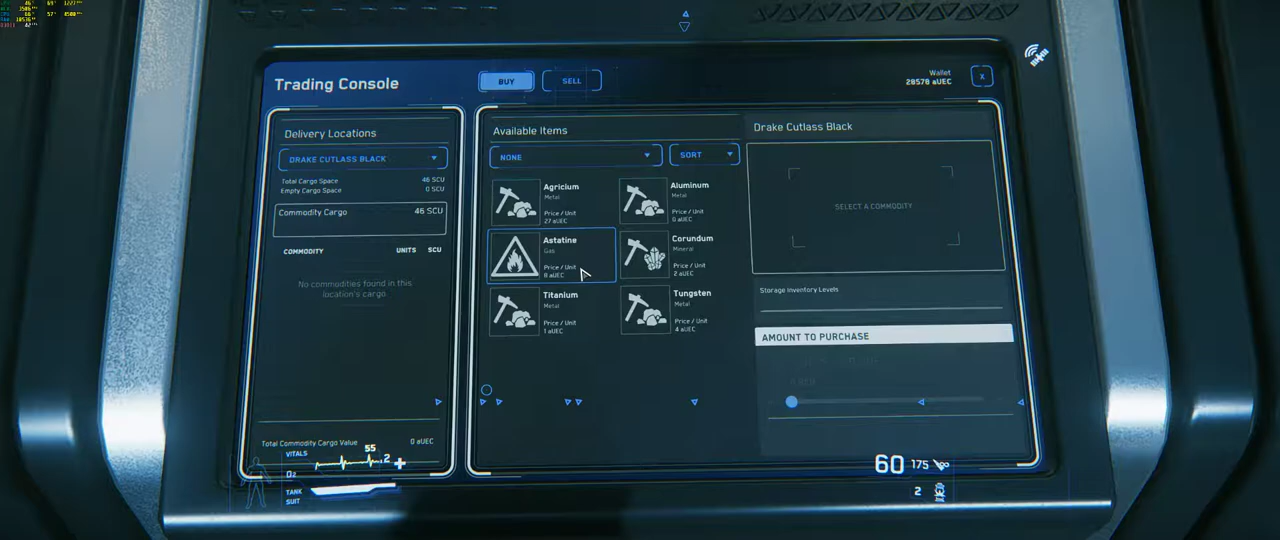 Trading Console
BUY
SELL
Wallet
28578 aUEC
X
Delivery Locations
DRAKE CUTLASS BLACK
Total Cargo Space 46 SCU
Empty Cargo Space 0 SCU
Commodity Cargo 46 SCU
COMMODITY UNITS SCU
No commodities found in this
location's cargo.
Total Commodity Cargo Value 0 aUEC
Available Items
NONE
SORT
Agricium
Metal
Price / Unit
27 aUEC
Aluminum
Metal
Price / Unit
0 aUEC
Astatine
Gas
Price / Unit
8 aUEC
Corundum
Mineral
Price / Unit
2 aUEC
Titanium
Metal
Price / Unit
1 aUEC
Tungsten
Metal
Price / Unit
4 aUEC
Drake Cutlass Black
SELECT A COMMODITY
Storage Inventory Levels
AMOUNT TO PURCHASE
VITALS
55
2
O2
TANK
SUIT
60 175
2